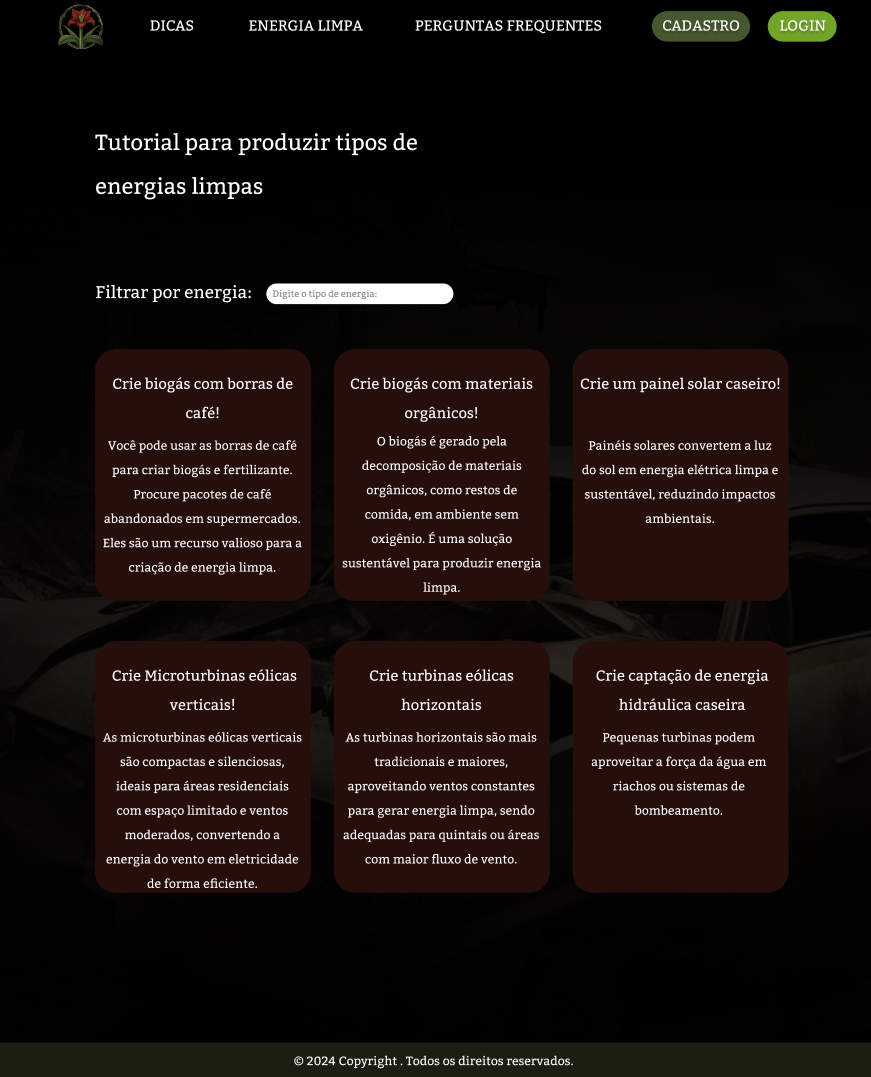 DICAS ENERGIA LIMPA PERGUNTAS FREQUENTES CADASTRO LOGIN
Tutorial para produzir tipos de
energias limpas
Filtrar por energia: Digite o tipo de energia:
Crie biogás com borras de
café!
Você pode usar as borras de café
para criar biogás e fertilizante.
Procure pacotes de café
abandonados em supermercados.
Eles são um recurso valioso para a
criação de energia limpa.
Crie biogás com materiais
orgânicos!
O biogás é gerado pela
decomposição de materiais
orgânicos, como restos de
comida, em ambiente sem
oxigênio. É uma solução
sustentável para produzir energia
limpa.
Crie um painel solar caseiro!
Painéis solares convertem a luz
do sol em energia elétrica limpa e
sustentável, reduzindo impactos
ambientais.
Crie Microturbinas eólicas
verticais!
As microturbinas eólicas verticais
são compactas e silenciosas,
ideais para áreas residenciais
com espaço limitado e ventos
moderados, convertendo a
energia do vento em eletricidade
de forma eficiente.
Crie turbinas eólicas
horizontais
As turbinas horizontais são mais
tradicionais e maiores,
aproveitando ventos constantes
para gerar energia limpa, sendo
adequadas para quintais ou áreas
com maior fluxo de vento.
Crie captação de energia
hidráulica caseira
Pequenas turbinas podem
aproveitar a força da água em
riachos ou sistemas de
bombeamento.
© 2024 Copyright . Todos os direitos reservados.